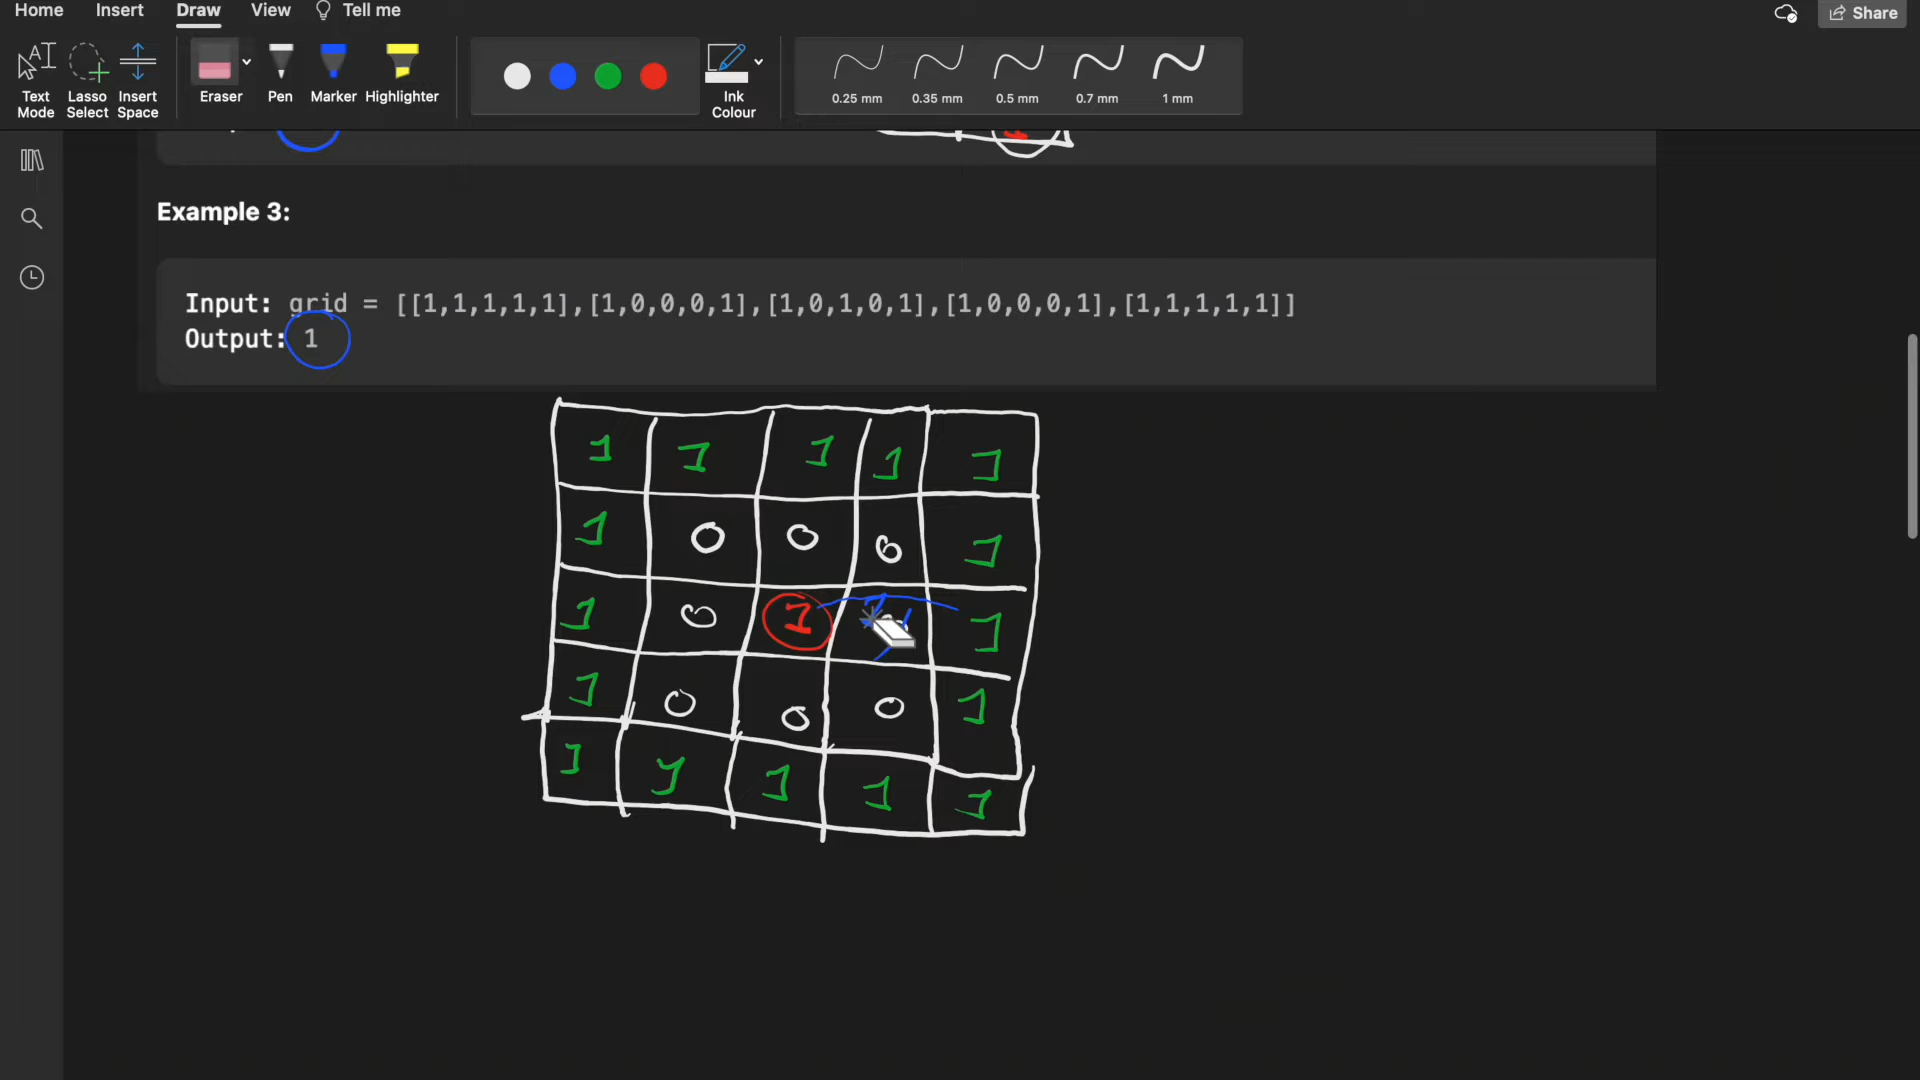 Home Insert Draw View Tell me Share
Text Mode Lasso Select Insert Space Eraser Pen Marker Highlighter Ink Colour 0.25 mm 0.35 mm 0.5 mm 0.7 mm 1 mm
Example 3:
Input: grid = [[1,1,1,1,1],[1,0,0,0,1],[1,0,1,0,1],[1,0,0,0,1],[1,1,1,1,1]]
Output: 1
1 1 1 1 1
1 0 0 0 1
1 0 1 1
1 0 0 0 1
1 1 1 1 1